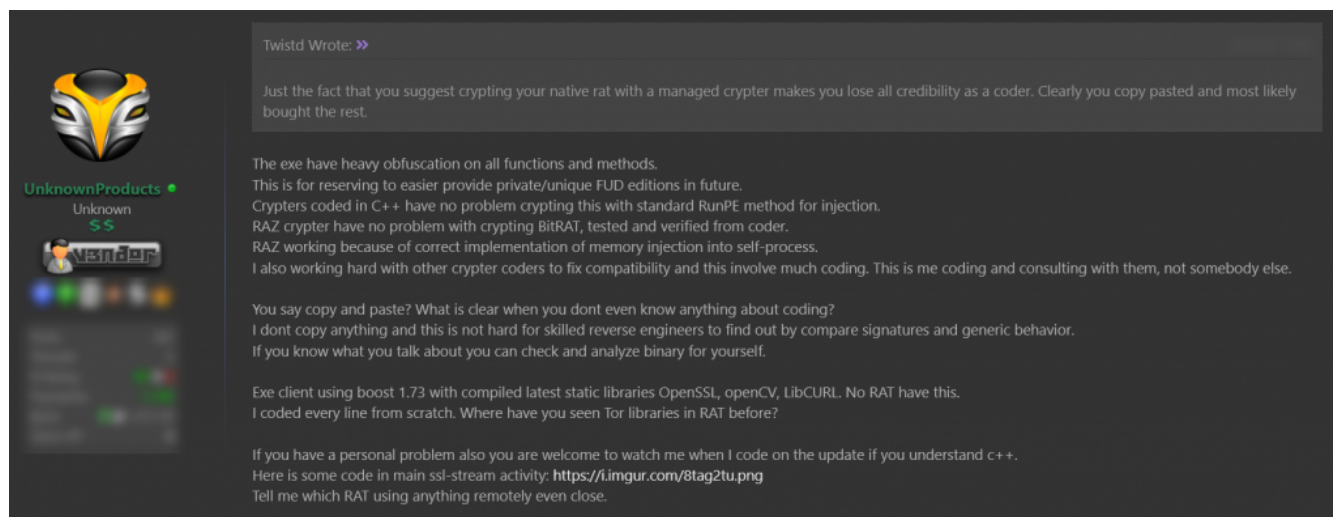 Twistd Wrote: »
Just the fact that you suggest crypting your native rat with a managed crypter makes you lose all credibility as a coder. Clearly you copy pasted and most likely
bought the rest.
The exe have heavy obfuscation on all functions and methods.
This is for reserving to easier provide private/unique FUD editions in future.
Crypters coded in C++ have no problem crypting this with standard RunPE method for injection.
RAZ crypter have no problem with crypting BitRAT, tested and verified from coder.
RAZ working because of correct implementation of memory injection into self-process.
I also working hard with other crypter coders to fix compatibility and this involve much coding. This is me coding and consulting with them, not somebody else.
You say copy and paste? What is clear when you dont even know anything about coding?
I dont copy anything and this is not hard for skilled reverse engineers to find out by compare signatures and generic behavior.
If you know what you talk about you can check and analyze binary for yourself.
Exe client using boost 1.73 with compiled latest static libraries OpenSSL, openCV, LibCURL. No RAT have this.
I coded every line from scratch. Where have you seen Tor libraries in RAT before?
If you have a personal problem also you are welcome to watch me when I code on the update if you understand c++.
Here is some code in main ssl-stream activity: https://i.imgur.com/8tag2tu.png
Tell me which RAT using anything remotely even close.
UnknownProducts
Unknown
$$
v3nd0r